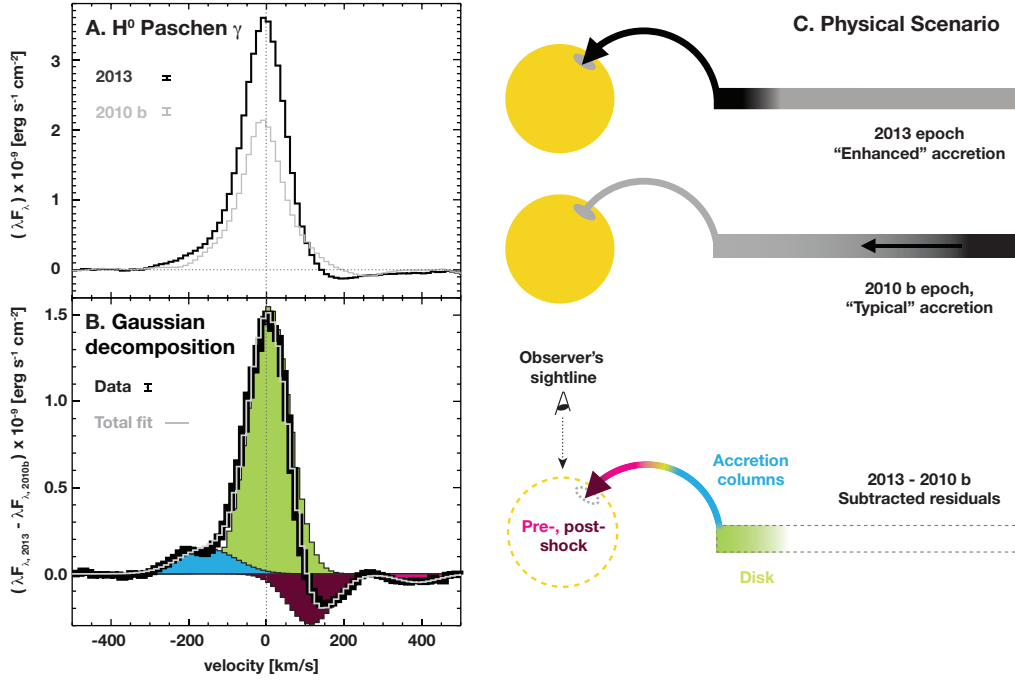 A. H⁰ Paschen γ
2013
2010 b
( λFλ ) x 10⁻⁹ [erg s⁻¹ cm⁻²]
3
2
1
0
B. Gaussian
decomposition
Data
Total fit
( λFλ, 2013 - λFλ, 2010b) x 10⁻⁹ [erg s⁻¹ cm⁻²]
1.5
1.0
0.5
0.0
-400
-200
0
200
400
velocity [km/s]
C. Physical Scenario
2013 epoch
“Enhanced” accretion
2010 b epoch,
“Typical” accretion
Observer's
sightline
Accretion
columns
2013 - 2010 b
Subtracted residuals
Pre-, post-
shock
Disk